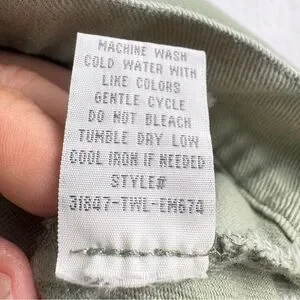 MACHINE WASH
COLD WATER WITH
LIKE COLORS
GENTLE CYCLE
DO NOT BLEACH
TUMBLE DRY LOW
COOL IRON IF NEEDED
STYLE#
31847-TWL-EM674